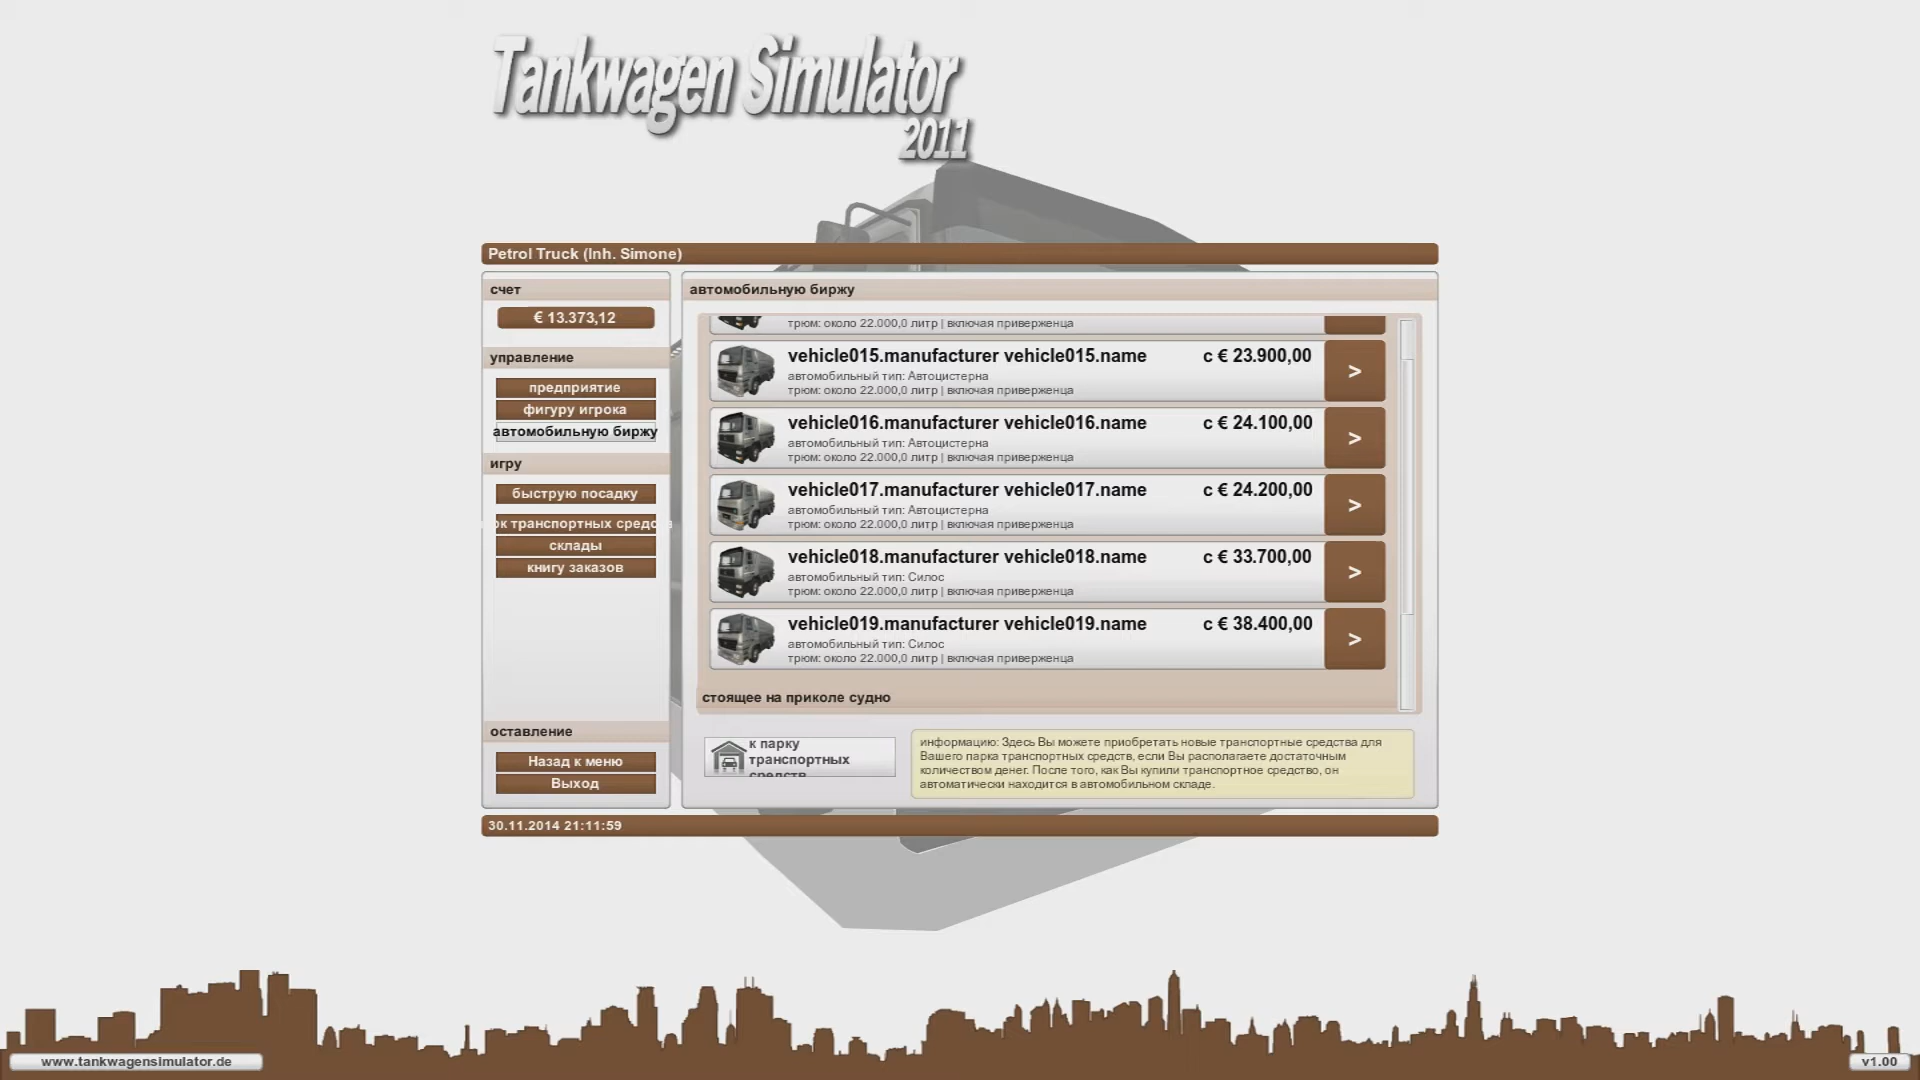 Tankwagen Simulator
2011
Petrol Truck (Inh. Simone)
счет
€ 13.373,12
управление
предприятие
фигуру игрока
автомобильную биржу
игру
быструю посадку
рок транспортных средств
склады
книгу заказов
оставление
Назад к меню
Выход
автомобильную биржу
трюм: около 22.000,0 литр | включая приверженца
vehicle015.manufacturer vehicle015.name с € 23.900,00
автомобильный тип: Автоцистерна
трюм: около 22.000,0 литр | включая приверженца
>
vehicle016.manufacturer vehicle016.name с € 24.100,00
автомобильный тип: Автоцистерна
трюм: около 22.000,0 литр | включая приверженца
>
vehicle017.manufacturer vehicle017.name с € 24.200,00
автомобильный тип: Автоцистерна
трюм: около 22.000,0 литр | включая приверженца
>
vehicle018.manufacturer vehicle018.name с € 33.700,00
автомобильный тип: Силос
трюм: около 22.000,0 литр | включая приверженца
>
vehicle019.manufacturer vehicle019.name с € 38.400,00
автомобильный тип: Силос
трюм: около 22.000,0 литр | включая приверженца
>
стоящее на приколе судно
к парку
транспортных
средств
информацию: Здесь Вы можете приобретать новые транспортные средства для
Вашего парка транспортных средств, если Вы располагаете достаточным
количеством денег. После того, как Вы купили транспортное средство, он
автоматически находится в автомобильном складе.
30.11.2014 21:11:59
www.tankwagensimulator.de
v1.00